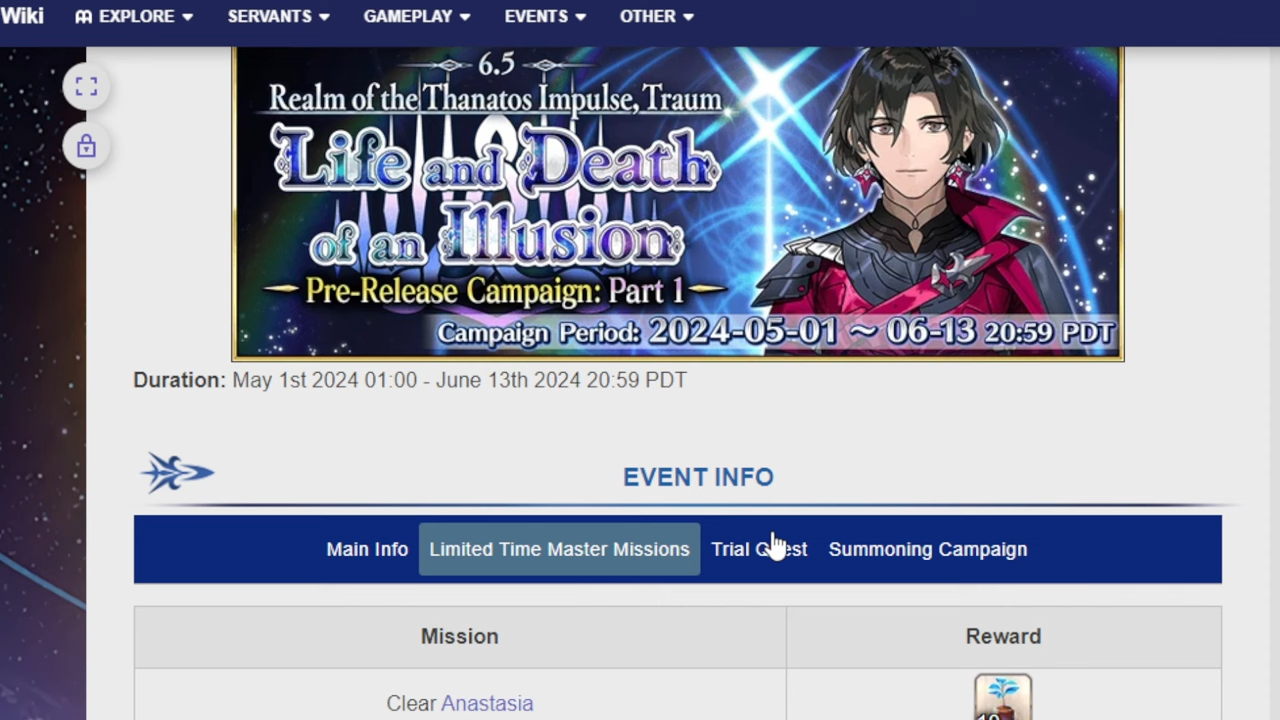 Wiki EXPLORE SERVANTS GAMEPLAY EVENTS OTHER
6.5
Realm of the Thanatos Impulse, Traum
Life and Death
of an Illusion
Pre-Release Campaign: Part 1
Campaign Period: 2024-05-01 ~ 06-13 20:59 PDT
Duration: May 1st 2024 01:00 - June 13th 2024 20:59 PDT
EVENT INFO
Main Info Limited Time Master Missions Trial Quest Summoning Campaign
Mission Reward
Clear Anastasia
10